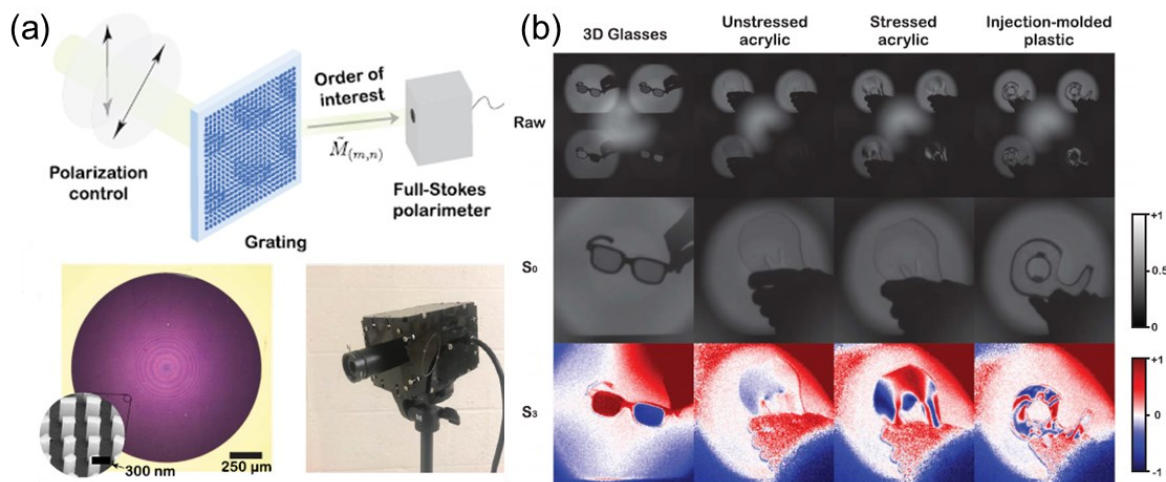 (a)
Polarization
control
Grating
Order of
interest
M̃(m,n)
Full-Stokes
polarimeter
300 nm
250 µm
(b)
3D Glasses
Unstressed
acrylic
Stressed
acrylic
Injection-molded
plastic
Raw
S₀
S₃
+1
0.5
0
+1
0
-1